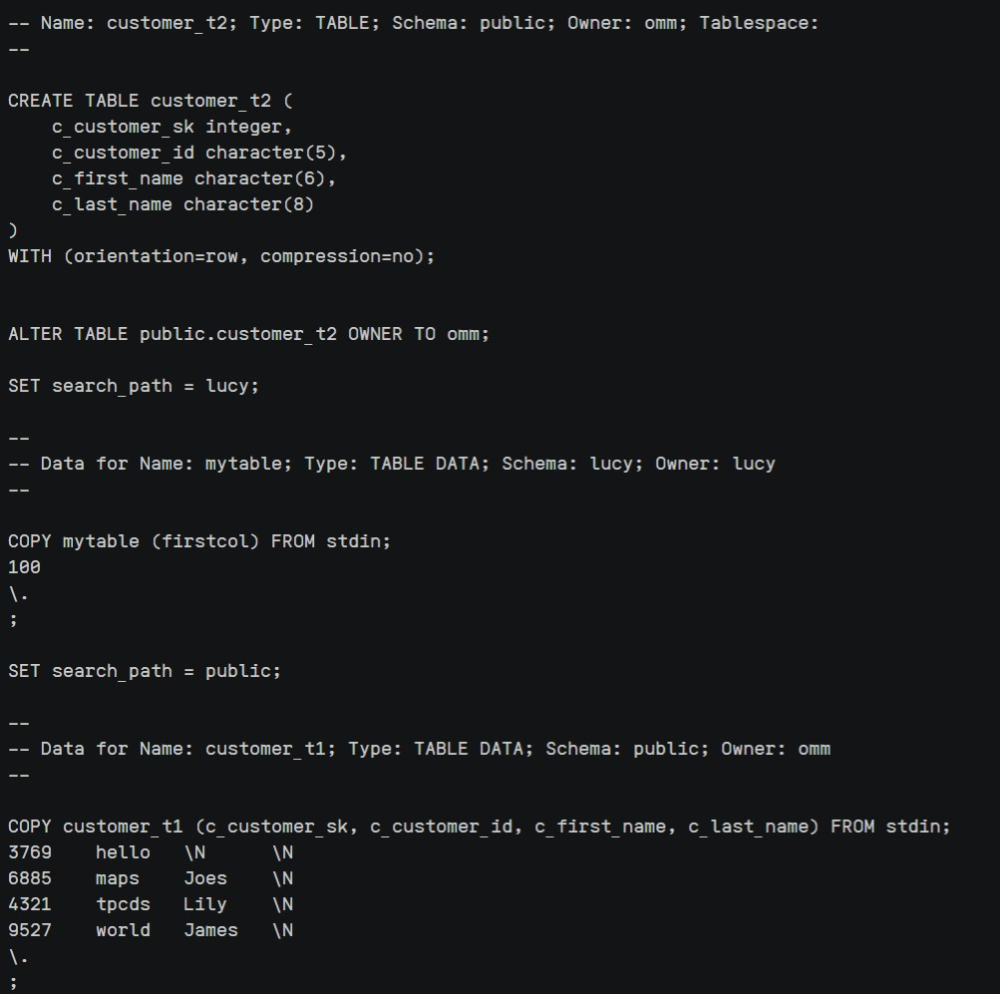 -- Name: customer_t2; Type: TABLE; Schema: public; Owner: omm; Tablespace:
--
CREATE TABLE customer_t2 (
    c_customer_sk integer,
    c_customer_id character(5),
    c_first_name character(6),
    c_last_name character(8)
)
WITH (orientation=row, compression=no);
ALTER TABLE public.customer_t2 OWNER TO omm;
SET search_path = lucy;
--
-- Data for Name: mytable; Type: TABLE DATA; Schema: lucy; Owner: lucy
--
COPY mytable (firstcol) FROM stdin;
100
\.
;
SET search_path = public;
--
-- Data for Name: customer_t1; Type: TABLE DATA; Schema: public; Owner: omm
--
COPY customer_t1 (c_customer_sk, c_customer_id, c_first_name, c_last_name) FROM stdin;
3769    hello   \N      \N
6885    maps    Joes    \N
4321    tpcds   Lily    \N
9527    world   James   \N
\.
;